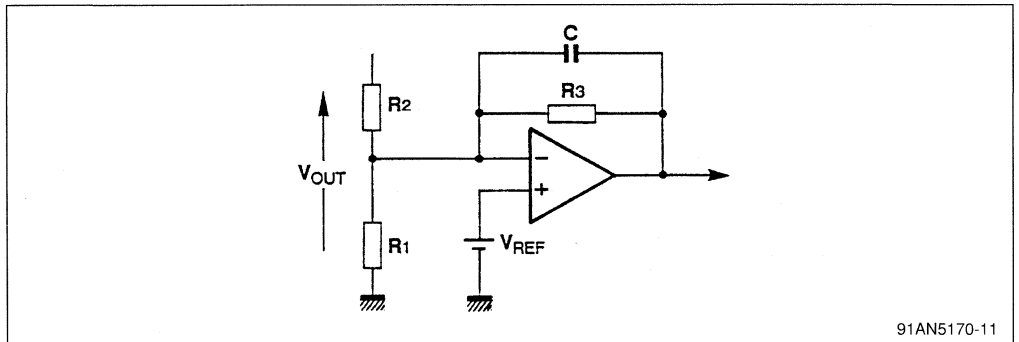 C
R3
R2
−
VOUT
+
R1
VREF
91AN5170-11